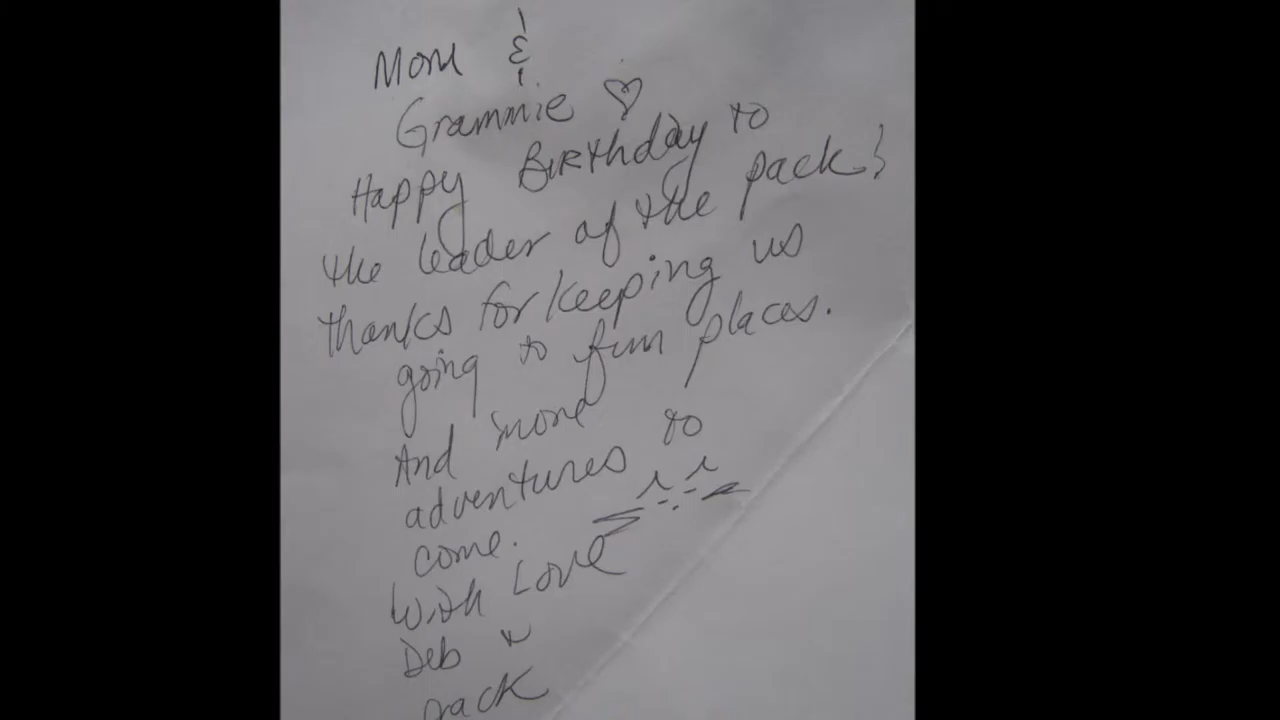 Mom &
Grammie ♡
Happy Birthday to
the leader of the pack!
thanks for keeping us
going to fun places.
And more
adventures to
come.
With Love
Deb &
pack